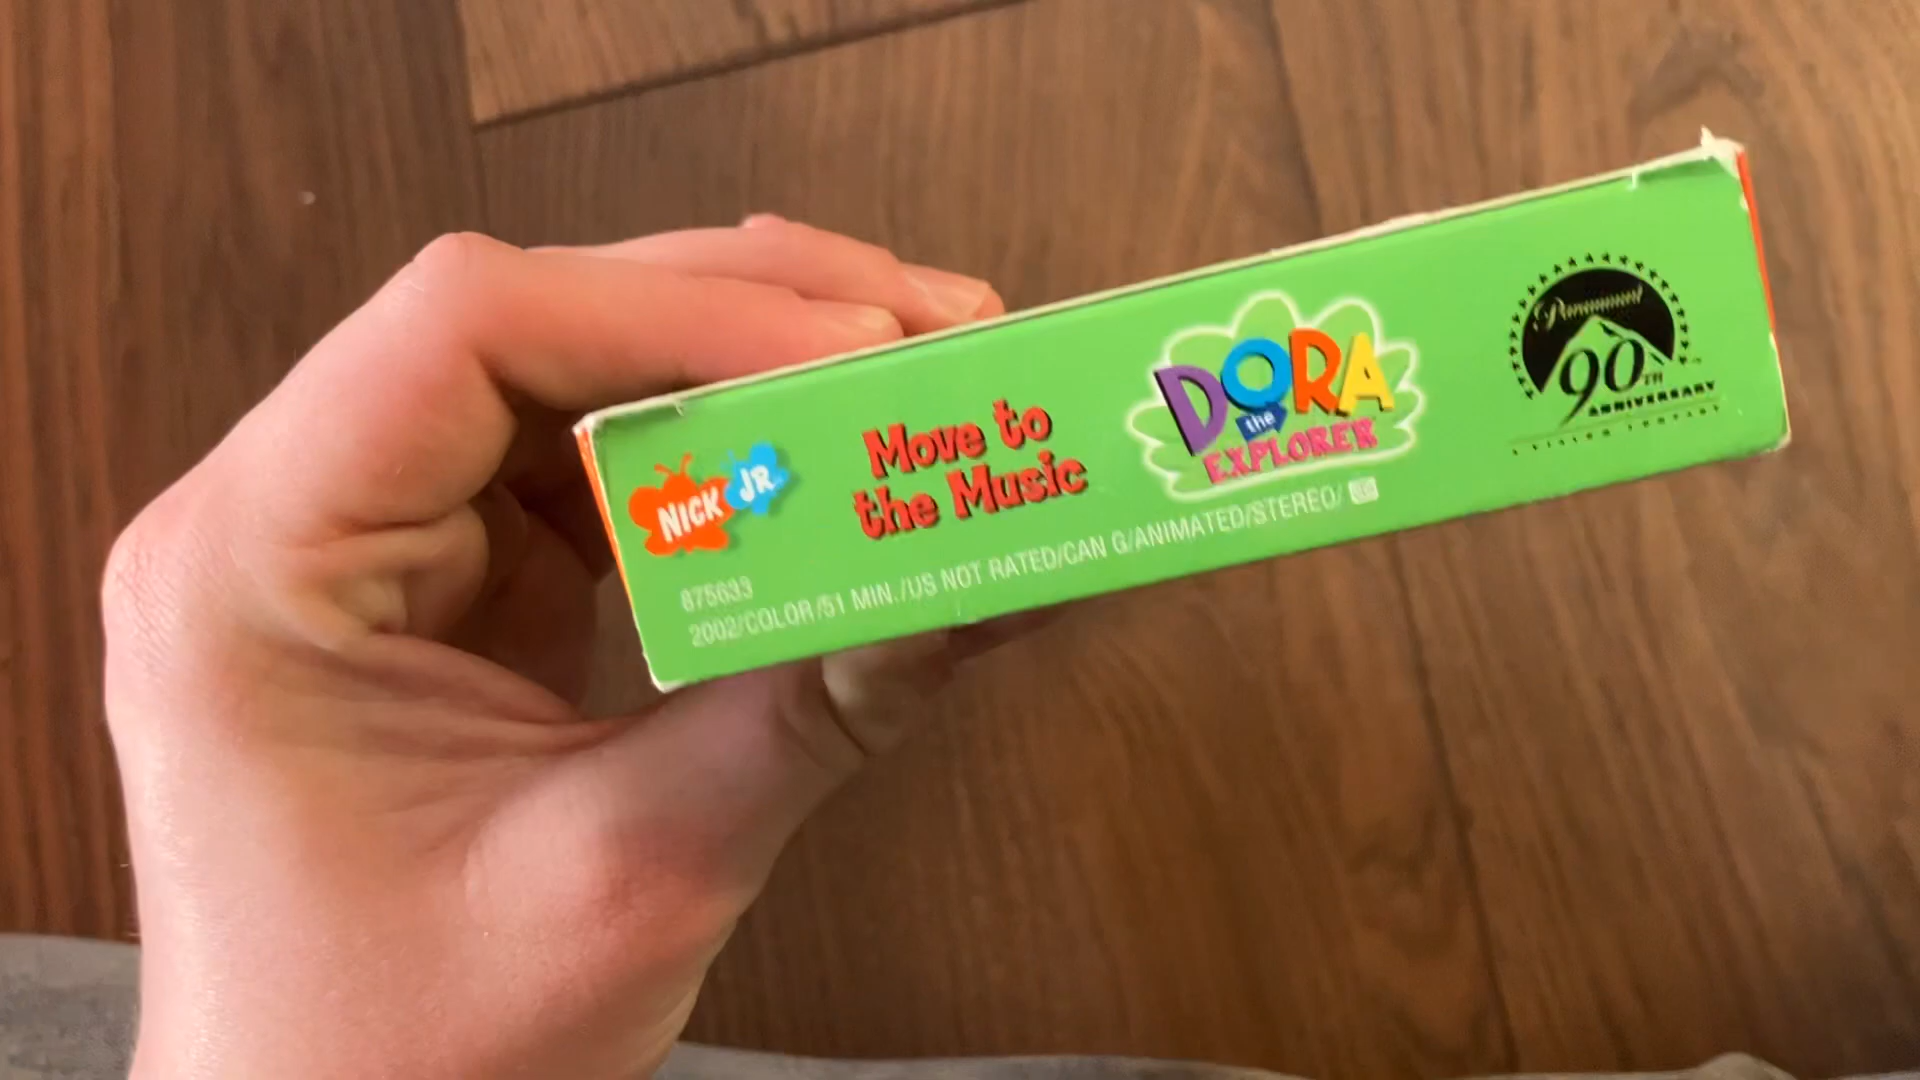 NICK JR.
Move to
the Music
DORA
the
EXPLORER
Paramount
90TH
ANNIVERSARY
875633
2002/COLOR/51 MIN./US NOT RATED/CAN G/ANIMATED/STEREO/